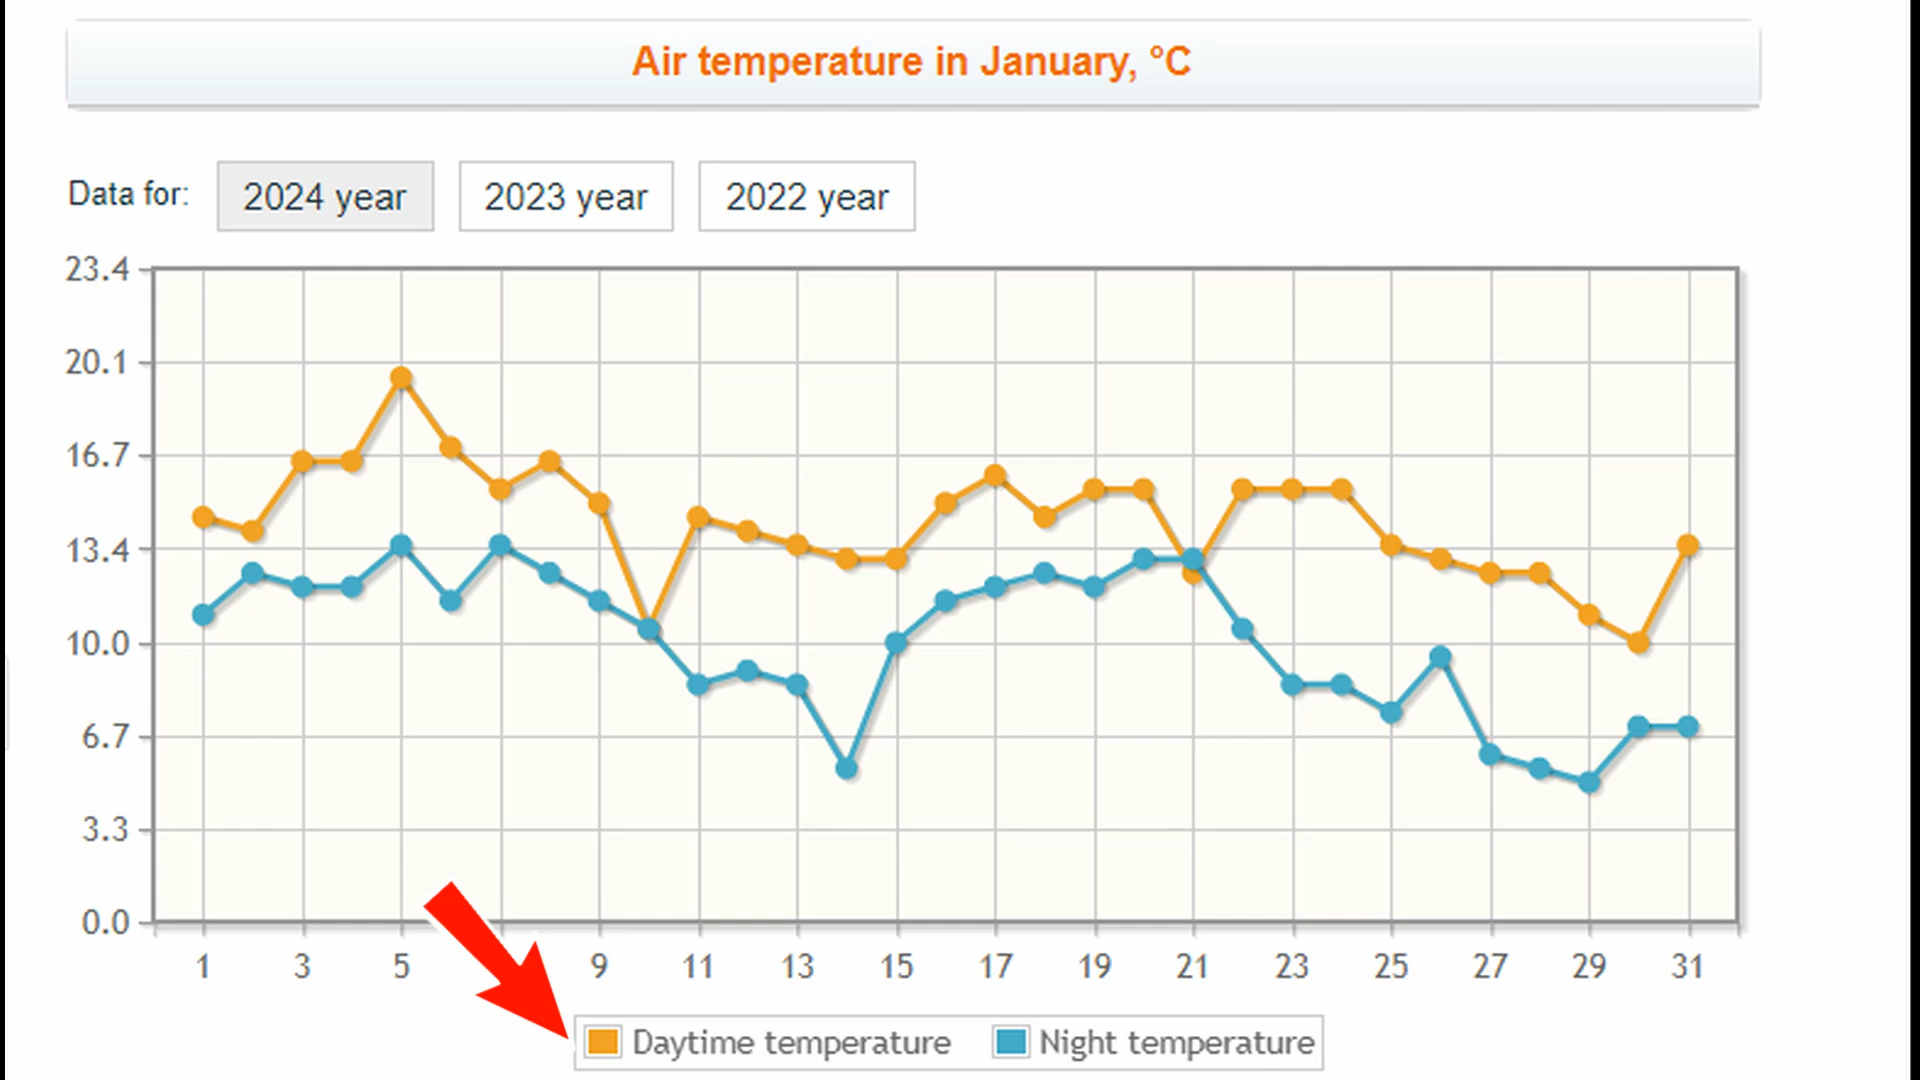 Air temperature in January, °C
Data for: 2024 year 2023 year 2022 year
23.4
20.1
16.7
13.4
10.0
6.7
3.3
0.0
1 3 5 9 11 13 15 17 19 21 23 25 27 29 31
Daytime temperature Night temperature